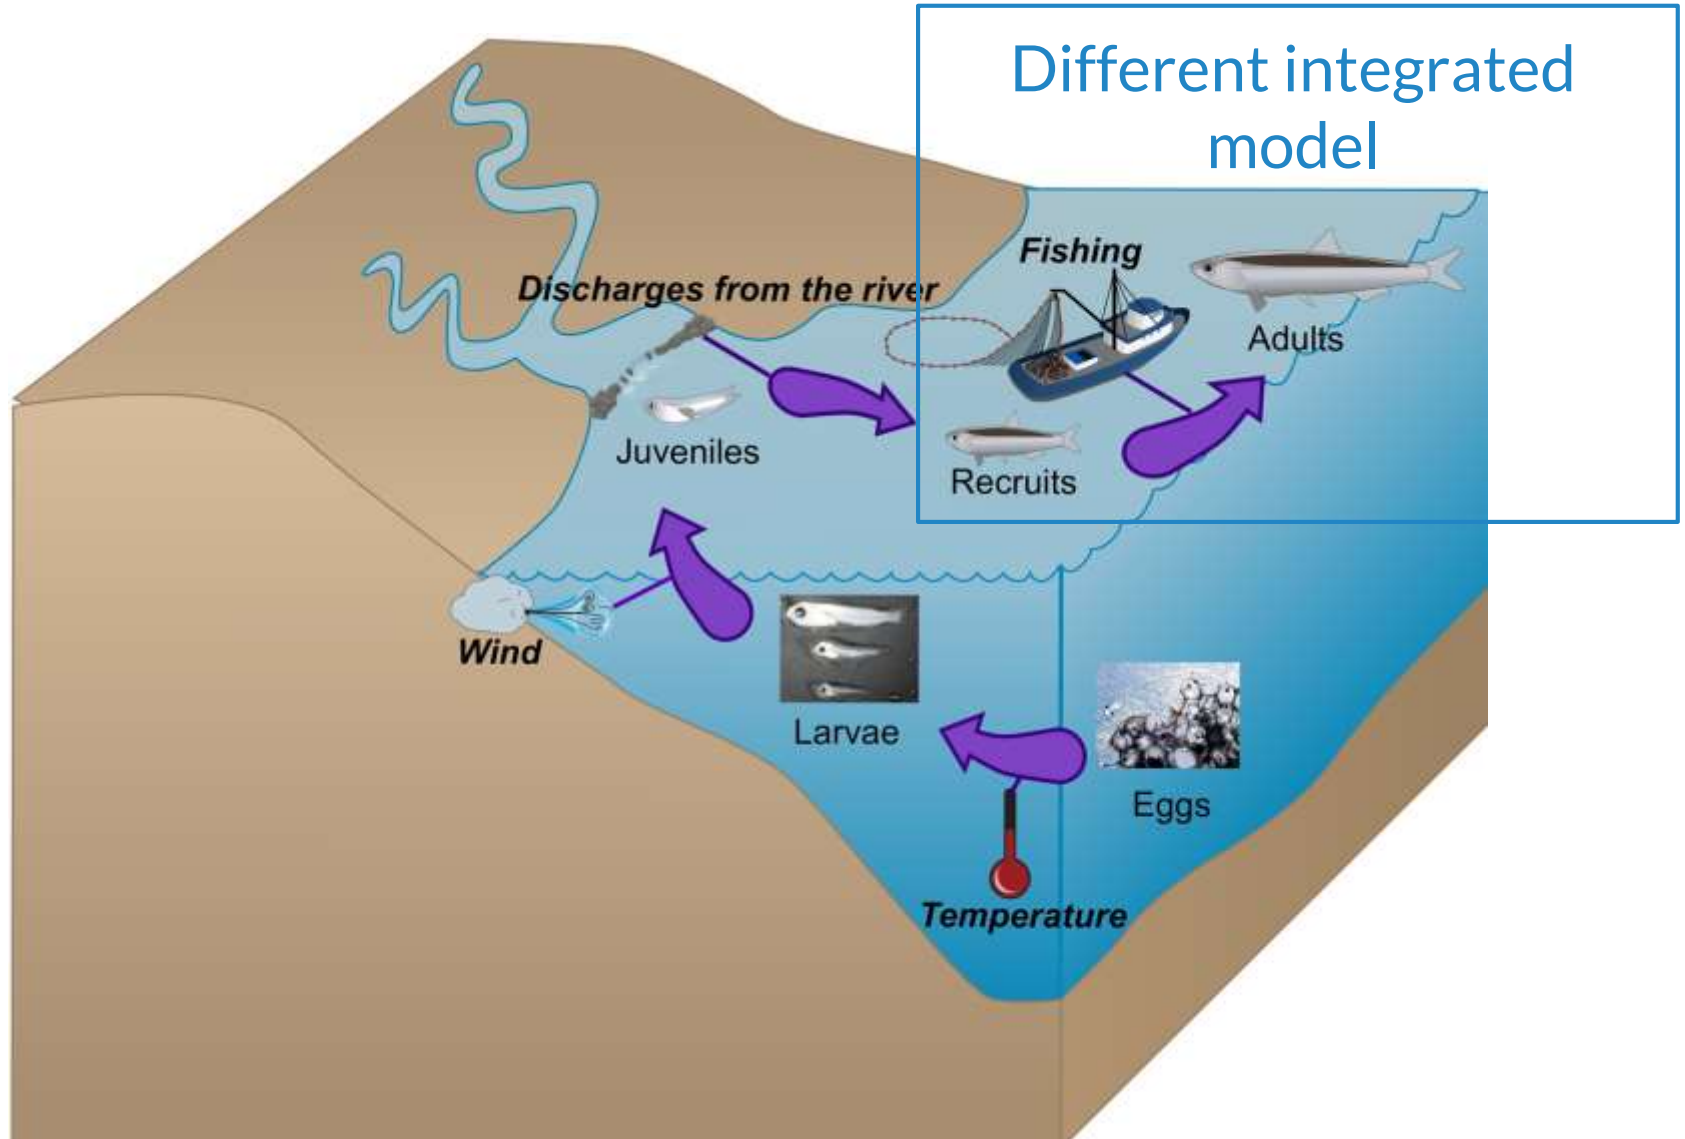 Different integrated
model
Fishing
Discharges from the river
Adults
Juveniles
Recruits
Wind
Larvae
Eggs
Temperature